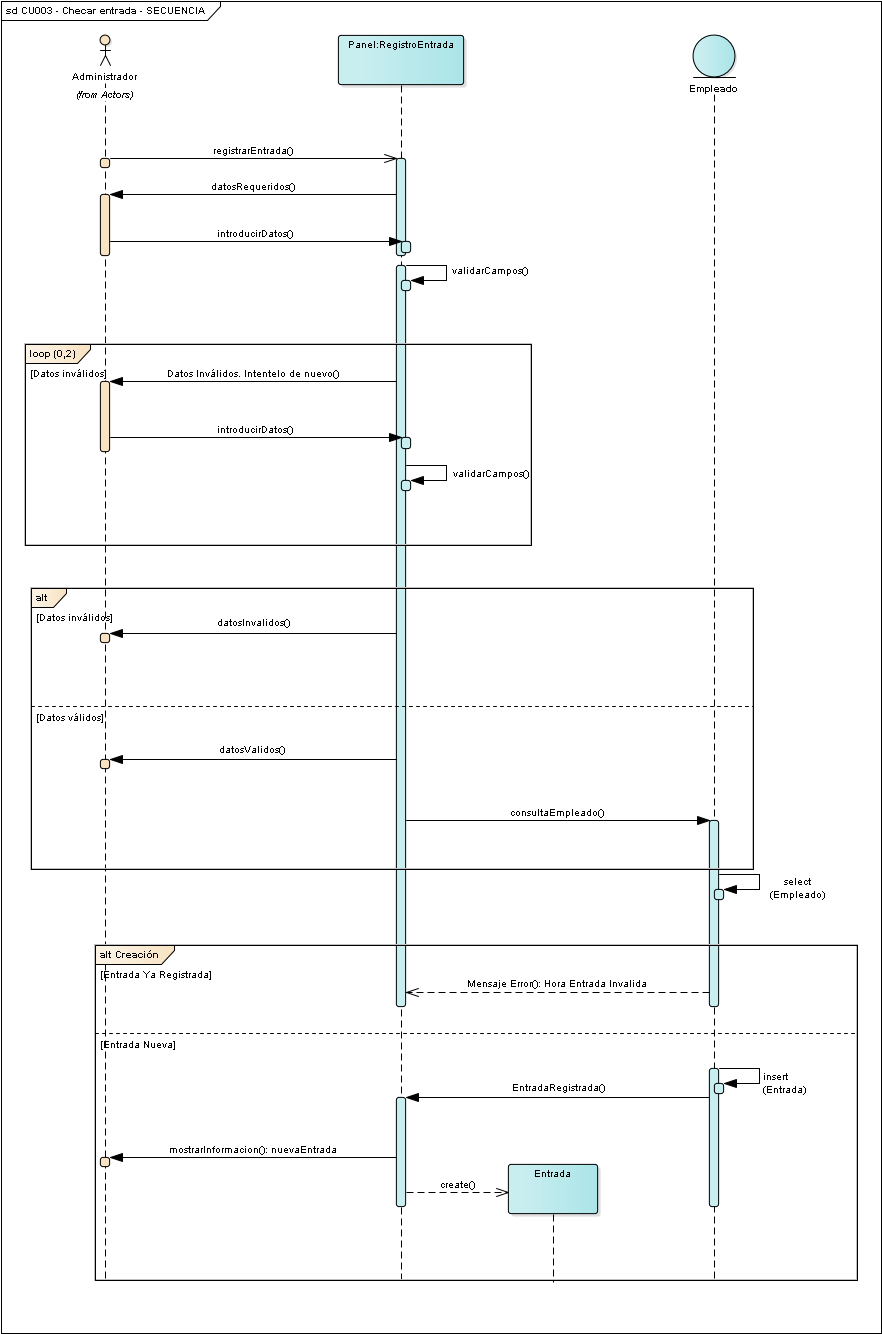 sd CU003 - Checar entrada - SECUENCIA
Administrador
(from Actors)
Panel:RegistroEntrada
Empleado
registrarEntrada()
datosRequeridos()
introducirDatos()
validarCampos()
loop (0,2)
[Datos inválidos]
Datos Inválidos. Intentelo de nuevo()
introducirDatos()
validarCampos()
alt
[Datos inválidos]
datosInvalidos()
[Datos válidos]
datosValidos()
consultaEmpleado()
select
(Empleado)
alt Creación
[Entrada Ya Registrada]
Mensaje Error(): Hora Entrada Invalida
[Entrada Nueva]
insert
(Entrada)
EntradaRegistrada()
mostrarInformacion(): nuevaEntrada
Entrada
create()